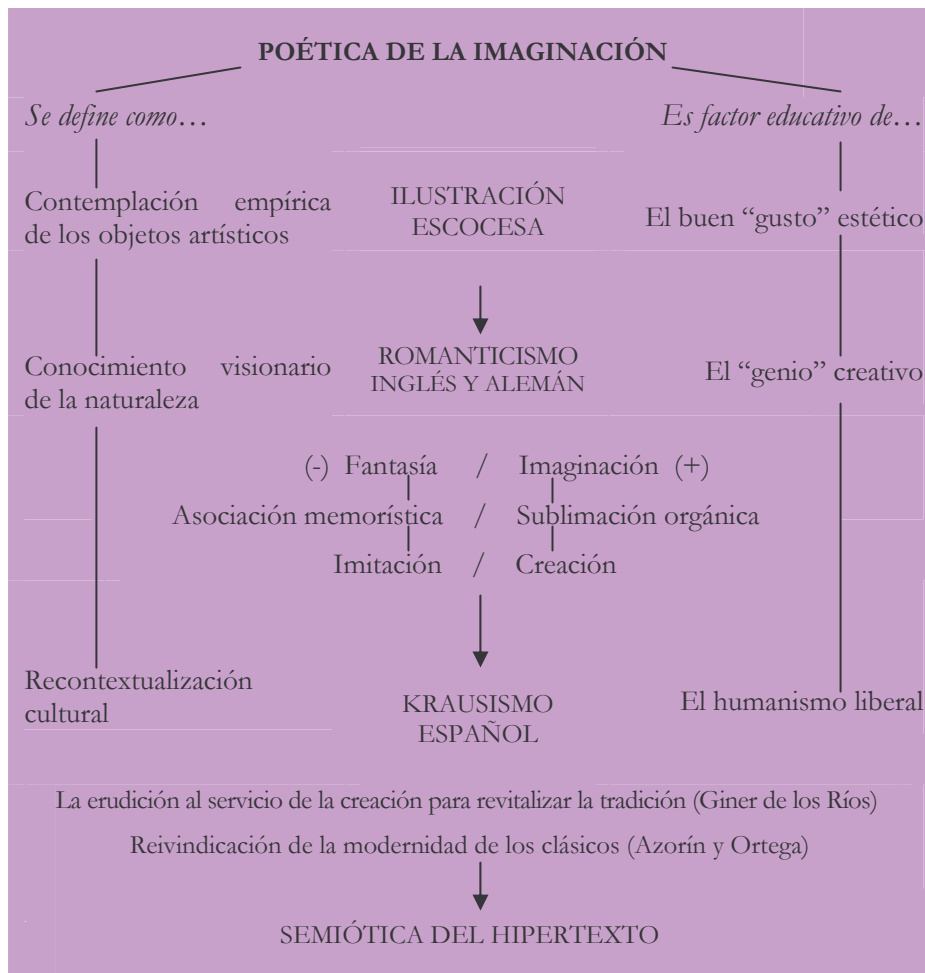 POÉTICA DE LA IMAGINACIÓN
Se define como…
Es factor educativo de…
Contemplación empírica
de los objetos artísticos
ILUSTRACIÓN
ESCOCESA
El buen “gusto” estético
Conocimiento visionario
de la naturaleza
ROMANTICISMO
INGLÉS Y ALEMÁN
El “genio” creativo
(-) Fantasía / Imaginación (+)
Asociación memorística / Sublimación orgánica
Imitación / Creación
Recontextualización
cultural
KRAUSISMO
ESPAÑOL
El humanismo liberal
La erudición al servicio de la creación para revitalizar la tradición (Giner de los Ríos)
Reivindicación de la modernidad de los clásicos (Azorín y Ortega)
SEMIÓTICA DEL HIPERTEXTO